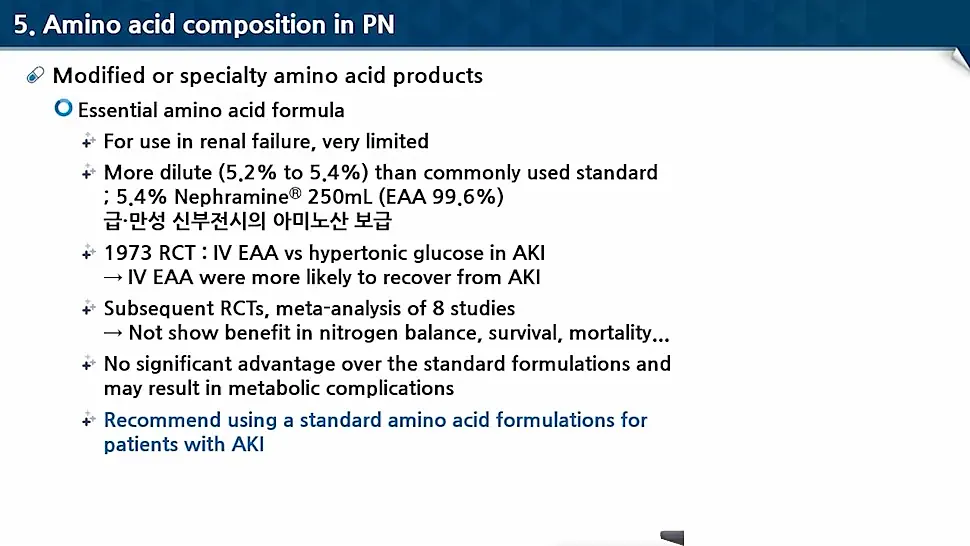 5. Amino acid composition in PN
Modified or specialty amino acid products
Essential amino acid formula
For use in renal failure, very limited
More dilute (5.2% to 5.4%) than commonly used standard
; 5.4% Nephramine® 250mL (EAA 99.6%)
급·만성 신부전시의 아미노산 보급
1973 RCT : IV EAA vs hypertonic glucose in AKI
→ IV EAA were more likely to recover from AKI
Subsequent RCTs, meta-analysis of 8 studies
→ Not show benefit in nitrogen balance, survival, mortality...
No significant advantage over the standard formulations and
may result in metabolic complications
Recommend using a standard amino acid formulations for
patients with AKI